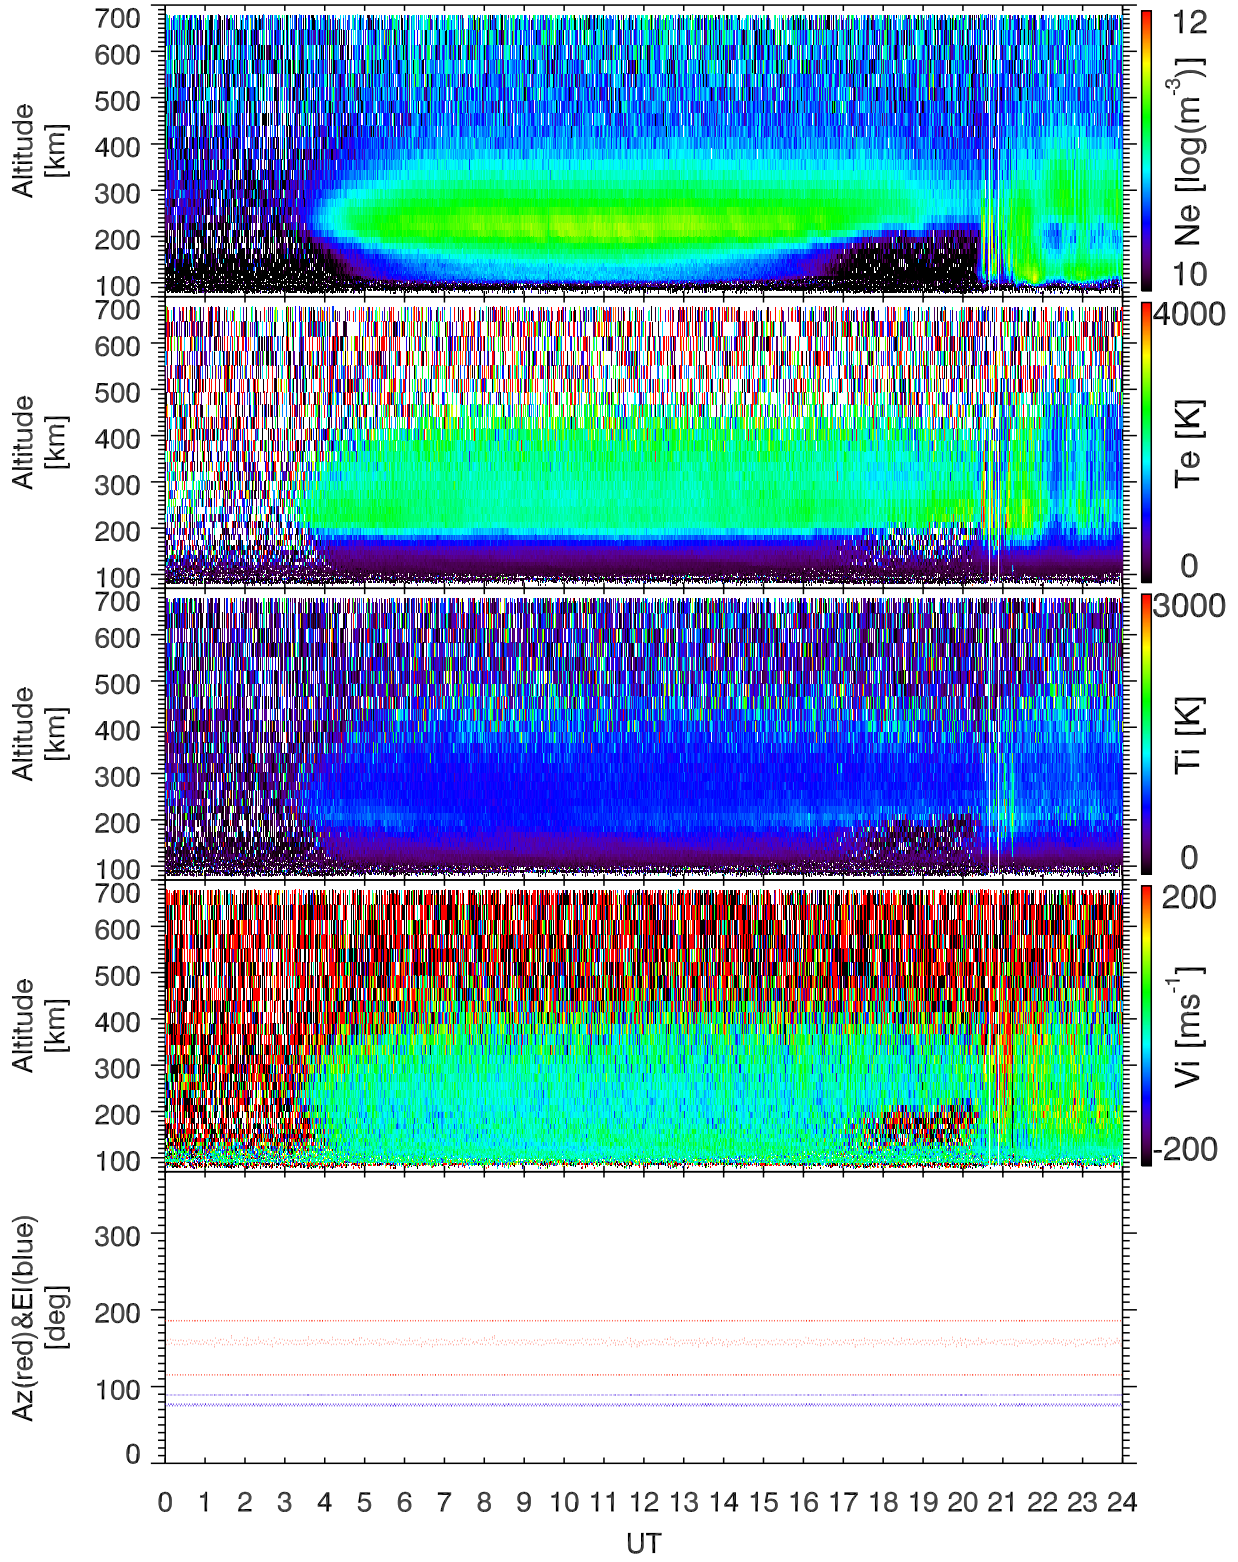 700
600
500
400
300
200
100
Altitude
[km]
12
10
Ne [log(m⁻³)]
700
600
500
400
300
200
100
Altitude
[km]
4000
0
Te [K]
700
600
500
400
300
200
100
Altitude
[km]
3000
0
Ti [K]
700
600
500
400
300
200
100
Altitude
[km]
200
-200
Vi [ms⁻¹]
300
200
100
0
Az(red)&El(blue)
[deg]
0 1 2 3 4 5 6 7 8 9 10 11 12 13 14 15 16 17 18 19 20 21 22 23 24
UT